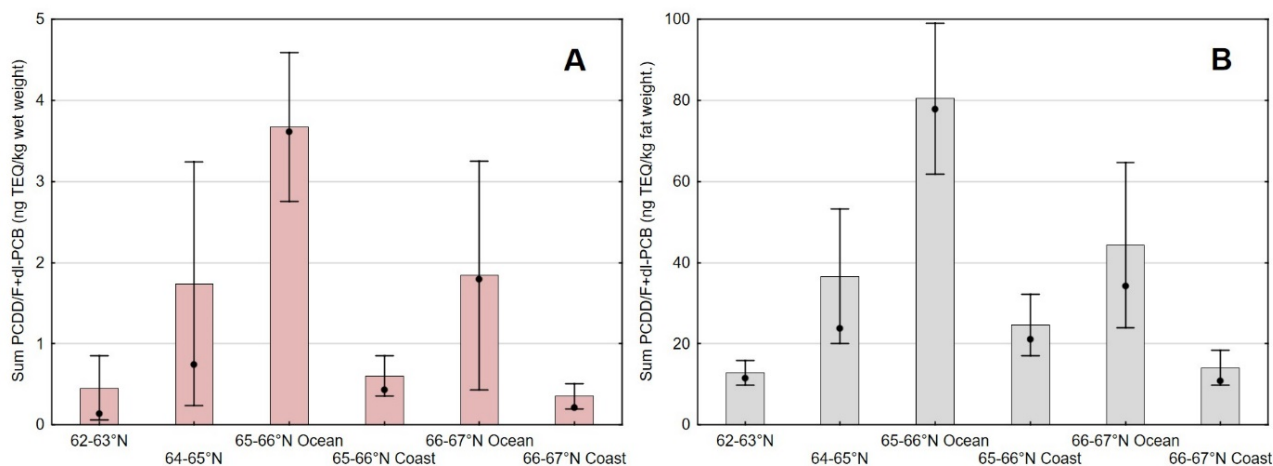 A
Sum PCDD/F+dl-PCB (ng TEQ/kg wet weight)
5
4
3
2
1
0
62-63°N
64-65°N
65-66°N Ocean
65-66°N Coast
66-67°N Ocean
66-67°N Coast
B
Sum PCDD/F+dl-PCB (ng TEQ/kg fat weight.)
100
80
60
40
20
0
62-63°N
64-65°N
65-66°N Ocean
65-66°N Coast
66-67°N Ocean
66-67°N Coast